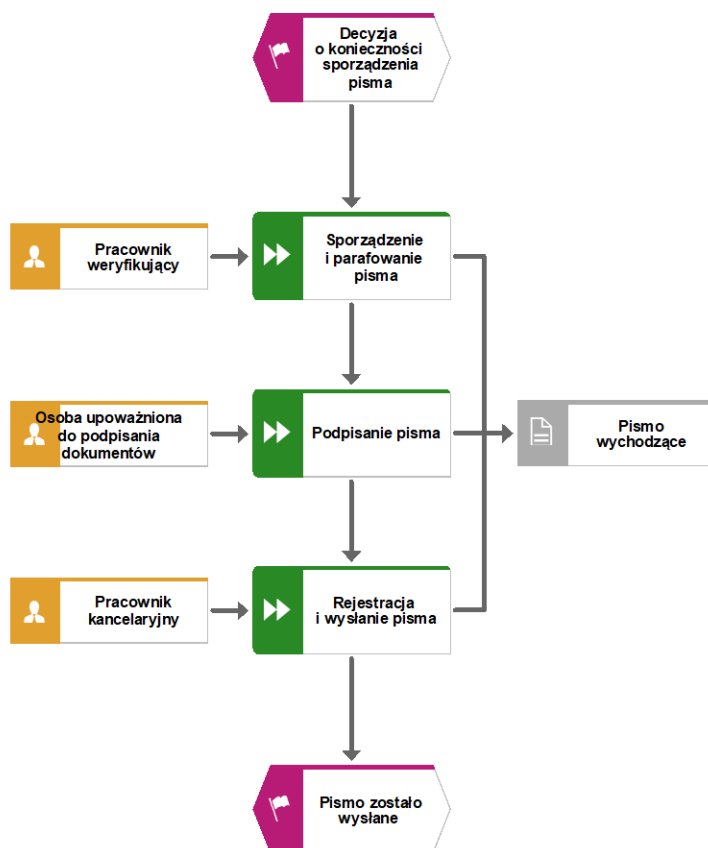 Decyzja
o konieczności
sporządzenia
pisma
Pracownik
weryfikujący
Sporządzenie
i parafowanie
pisma
Osoba upoważniona
do podpisania
dokumentów
Podpisanie pisma
Pismo
wychodzące
Pracownik
kancelaryjny
Rejestracja
i wysłanie pisma
Pismo zostało
wysłane